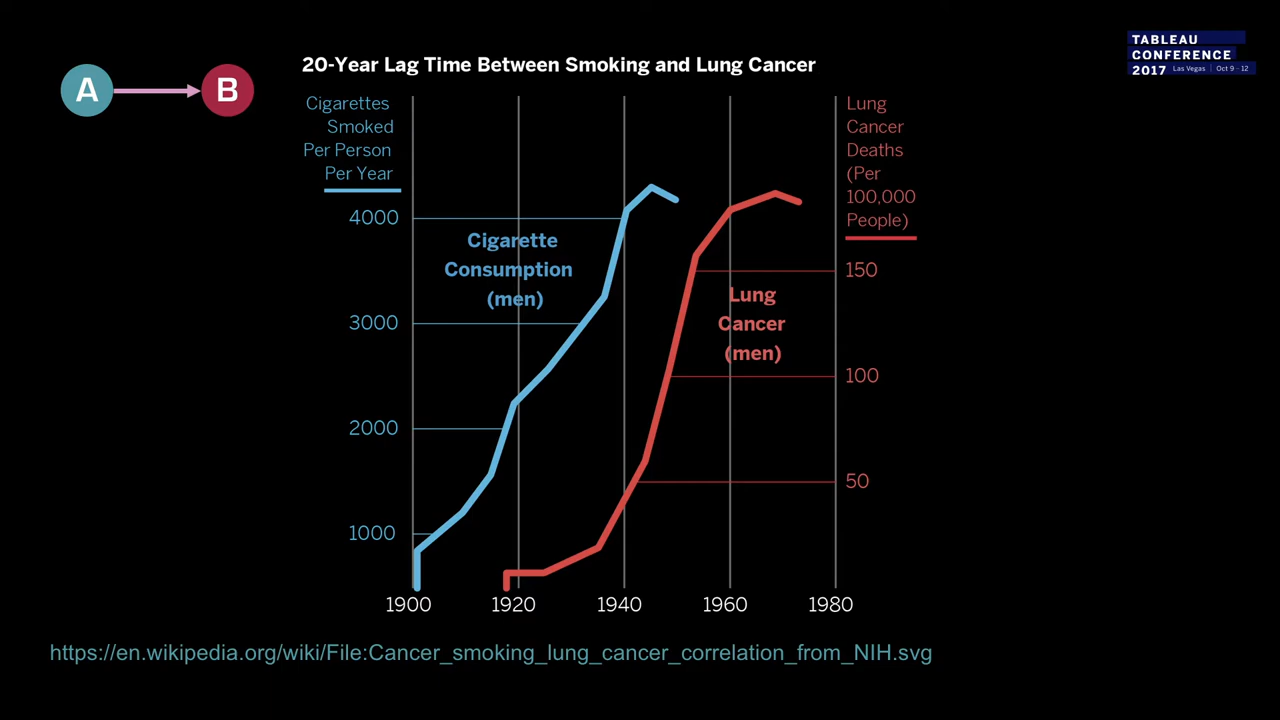 TABLEAU
CONFERENCE
2017 Las Vegas | Oct 9 - 12
A
B
20-Year Lag Time Between Smoking and Lung Cancer
Cigarettes
Smoked
Per Person
Per Year
Lung
Cancer
Deaths
(Per
100,000
People)
4000
3000
2000
1000
Cigarette
Consumption
(men)
Lung
Cancer
(men)
150
100
50
1900 1920 1940 1960 1980
https://en.wikipedia.org/wiki/File:Cancer_smoking_lung_cancer_correlation_from_NIH.svg